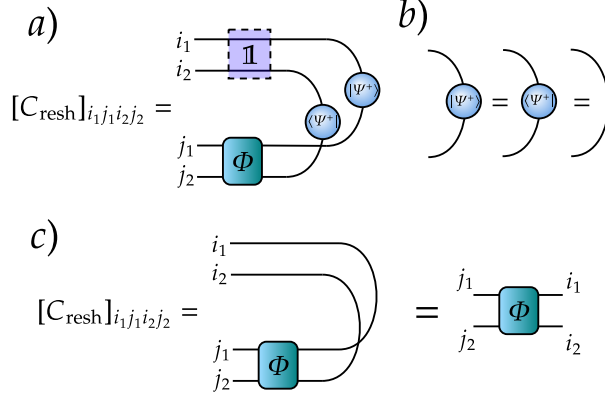 a)
i₁
i₂
𝟙
|Ψ⁺⟩
⟨Ψ⁺|
[C_resh]_{i₁j₁i₂j₂} =
j₁
j₂
Φ
b)
|Ψ⁺⟩ = ⟨Ψ⁺| =
c)
i₁
i₂
[C_resh]_{i₁j₁i₂j₂} =
j₁
j₂
Φ
=
j₁ i₁
Φ
j₂ i₂